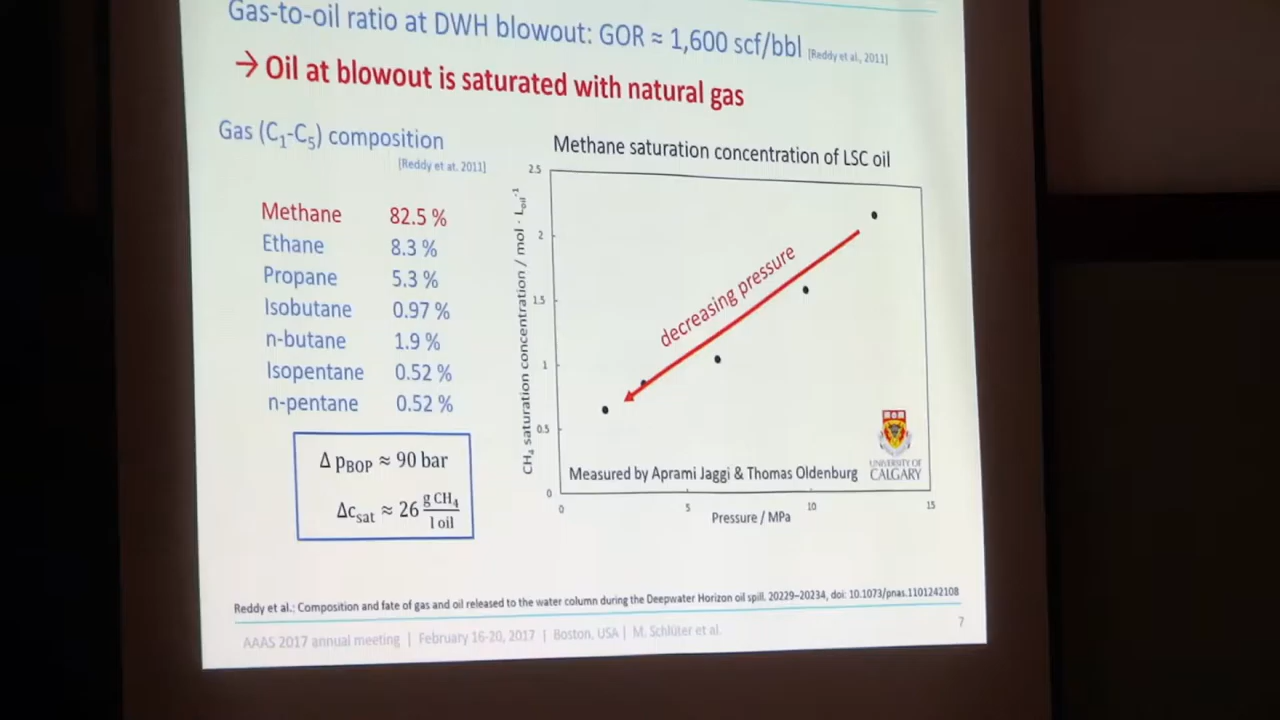 Gas-to-oil ratio at DWH blowout: GOR ≈ 1,600 scf/bbl [Reddy et al., 2011]
→ Oil at blowout is saturated with natural gas
Gas (C₁-C₅) composition
[Reddy et at. 2011]
Methane 82.5 %
Ethane 8.3 %
Propane 5.3 %
Isobutane 0.97 %
n-butane 1.9 %
Isopentane 0.52 %
n-pentane 0.52 %
Δ p_BOP ≈ 90 bar
Δc_sat ≈ 26 g CH₄ / l oil
Methane saturation concentration of LSC oil
CH₄ saturation concentration / mol · L_oil⁻¹
2.5
2
1.5
1
0.5
0
decreasing pressure
Measured by Aprami Jaggi & Thomas Oldenburg
UNIVERSITY OF
CALGARY
0 5 10 15
Pressure / MPa
Reddy et al.: Composition and fate of gas and oil released to the water column during the Deepwater Horizon oil spill. 20229–20234, doi: 10.1073/pnas.1101242108
AAAS 2017 annual meeting | February 16-20, 2017 | Boston, USA | M. Schlüter et al.
7